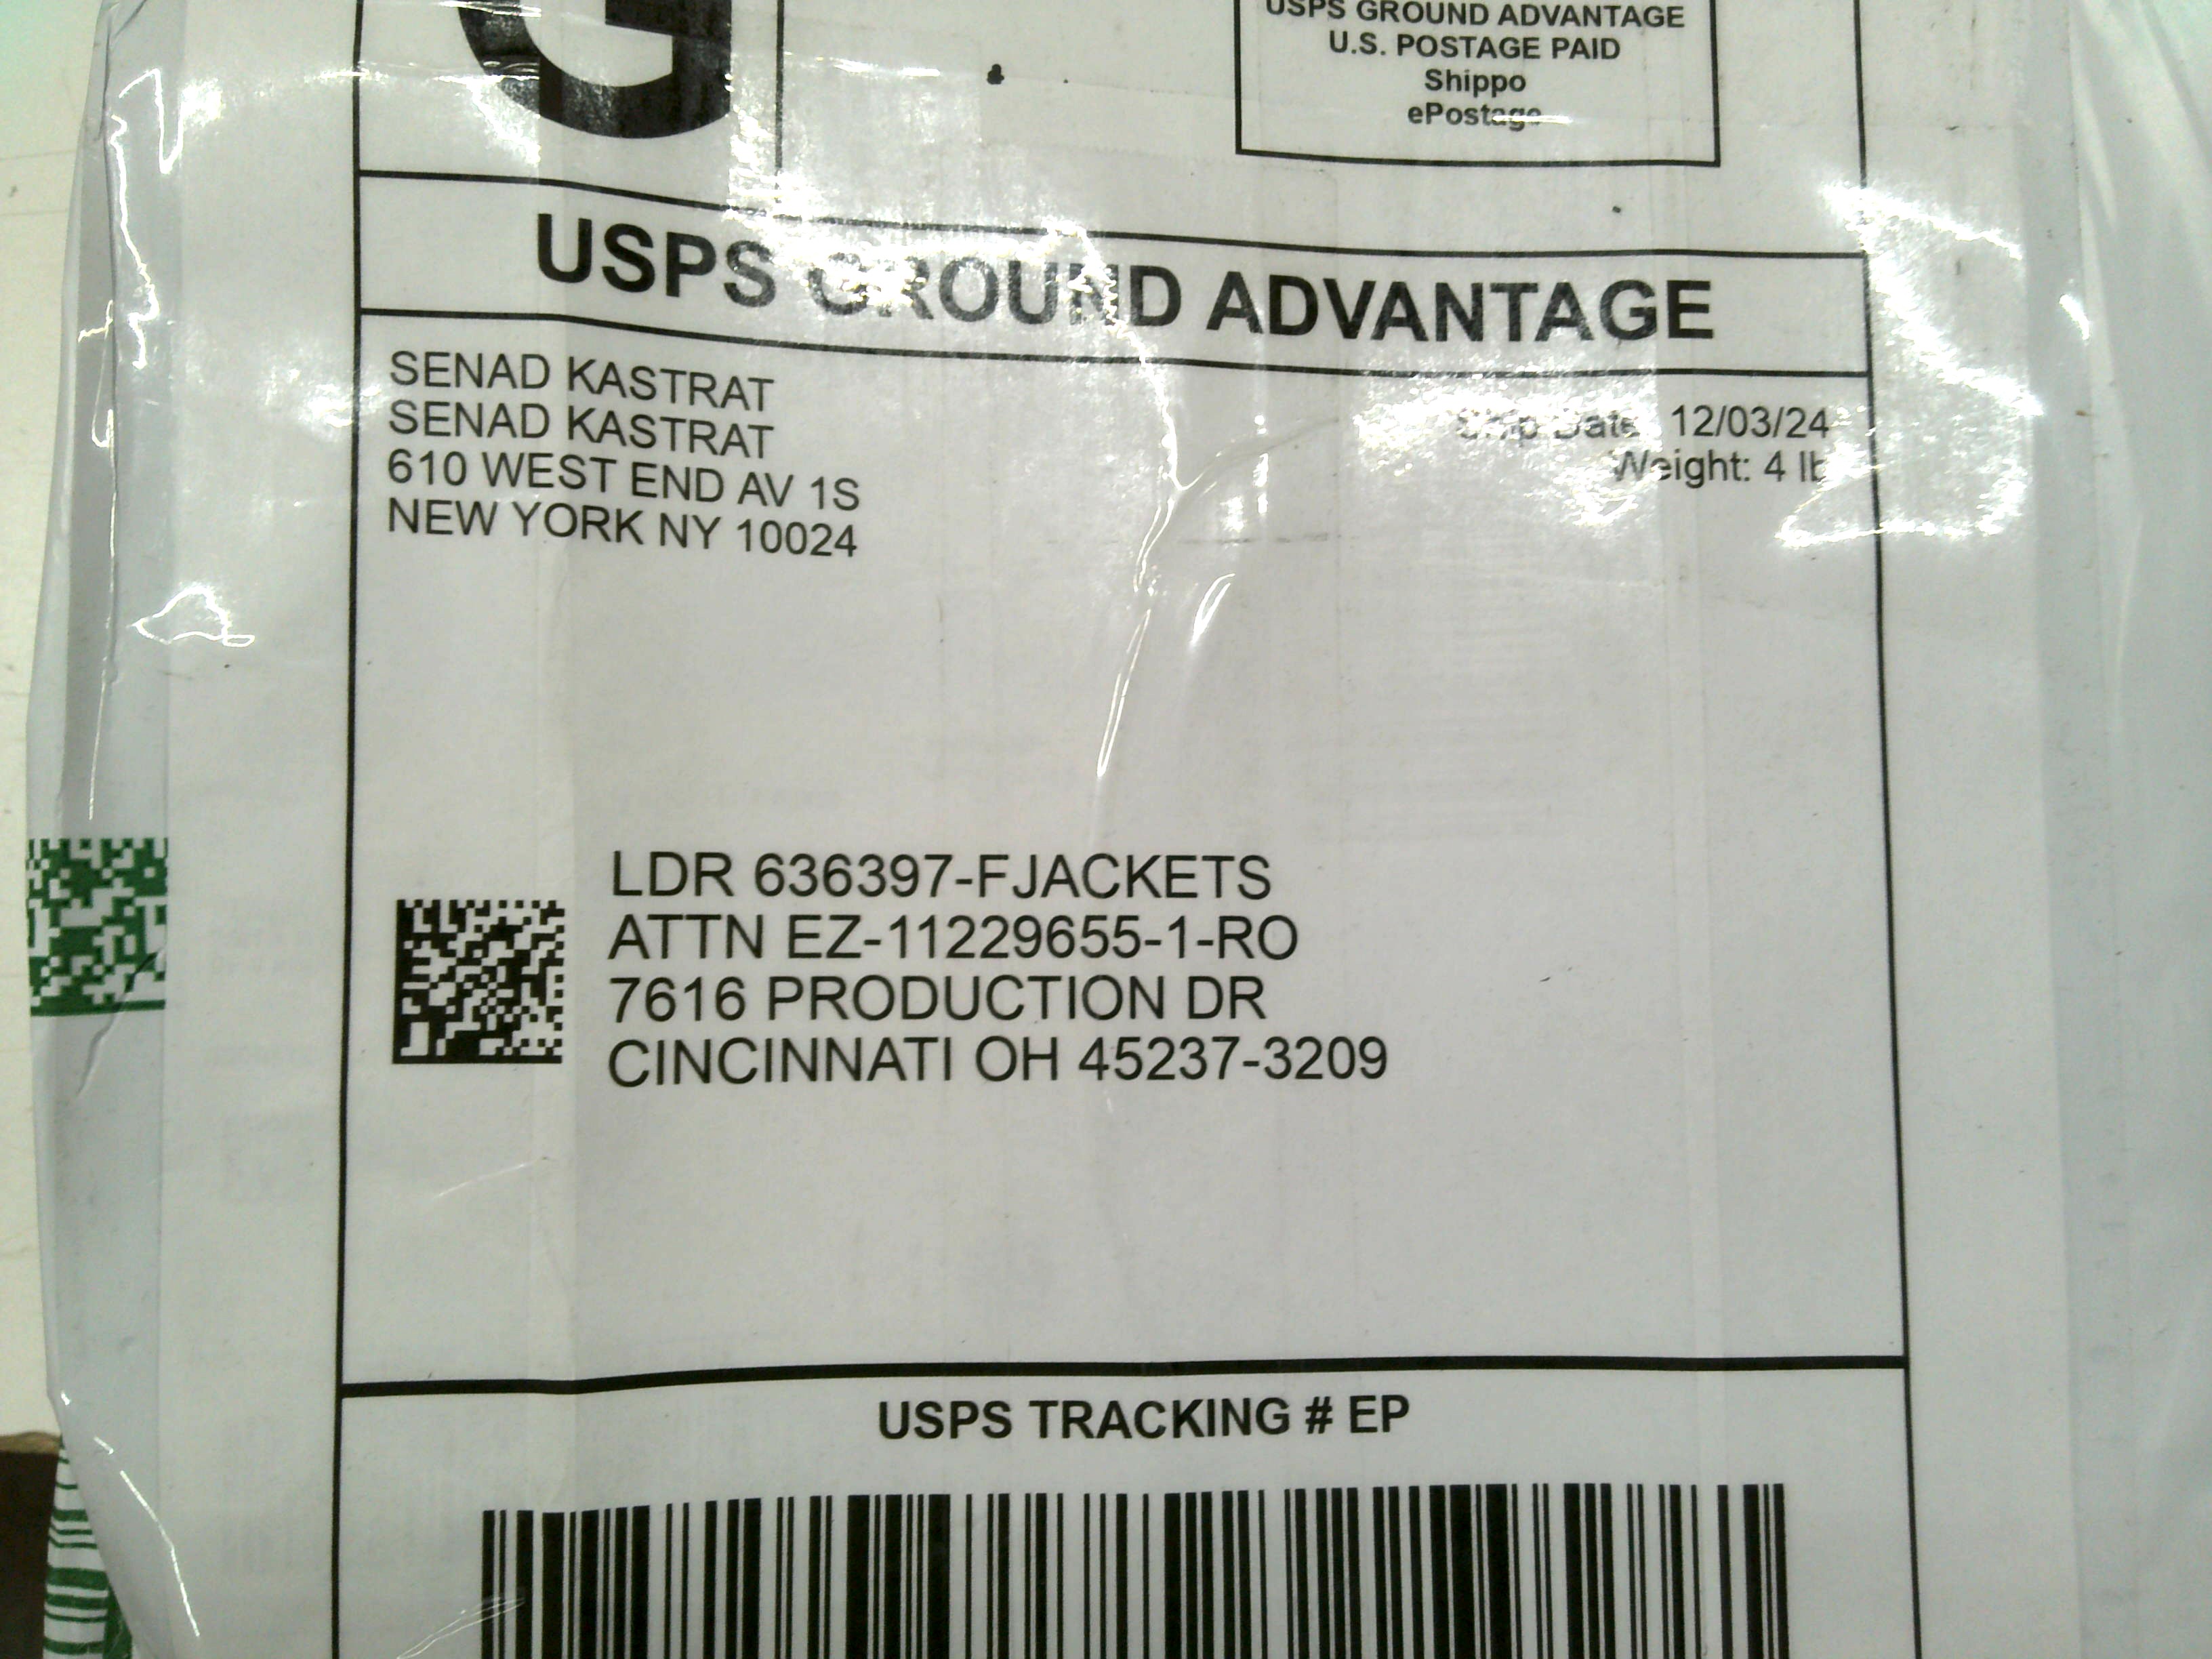 G
USPS GROUND ADVANTAGE
U.S. POSTAGE PAID
Shippo
ePostage
USPS GROUND ADVANTAGE
SENAD KASTRAT
SENAD KASTRAT
610 WEST END AV 1S
NEW YORK NY 10024
Ship Date: 12/03/24
Weight: 4 lb
LDR 636397-FJACKETS
ATTN EZ-11229655-1-RO
7616 PRODUCTION DR
CINCINNATI OH 45237-3209
USPS TRACKING # EP